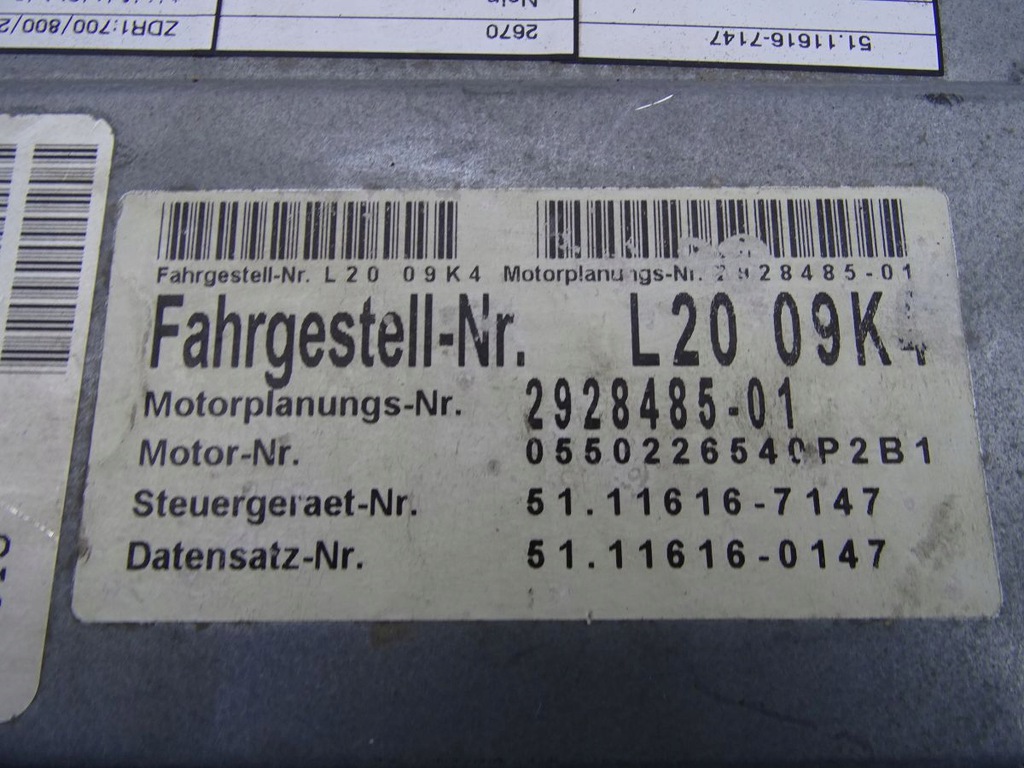 51.11616-7147
2670
ZDR1:700/800/2
Fahrgestell-Nr. L20 09K4 Motorplanungs-Nr. 2928485-01
Fahrgestell-Nr. L20 09K4
Motorplanungs-Nr. 2928485-01
Motor-Nr. 0550226540P2B1
Steuergeraet-Nr. 51.11616-7147
Datensatz-Nr. 51.11616-0147